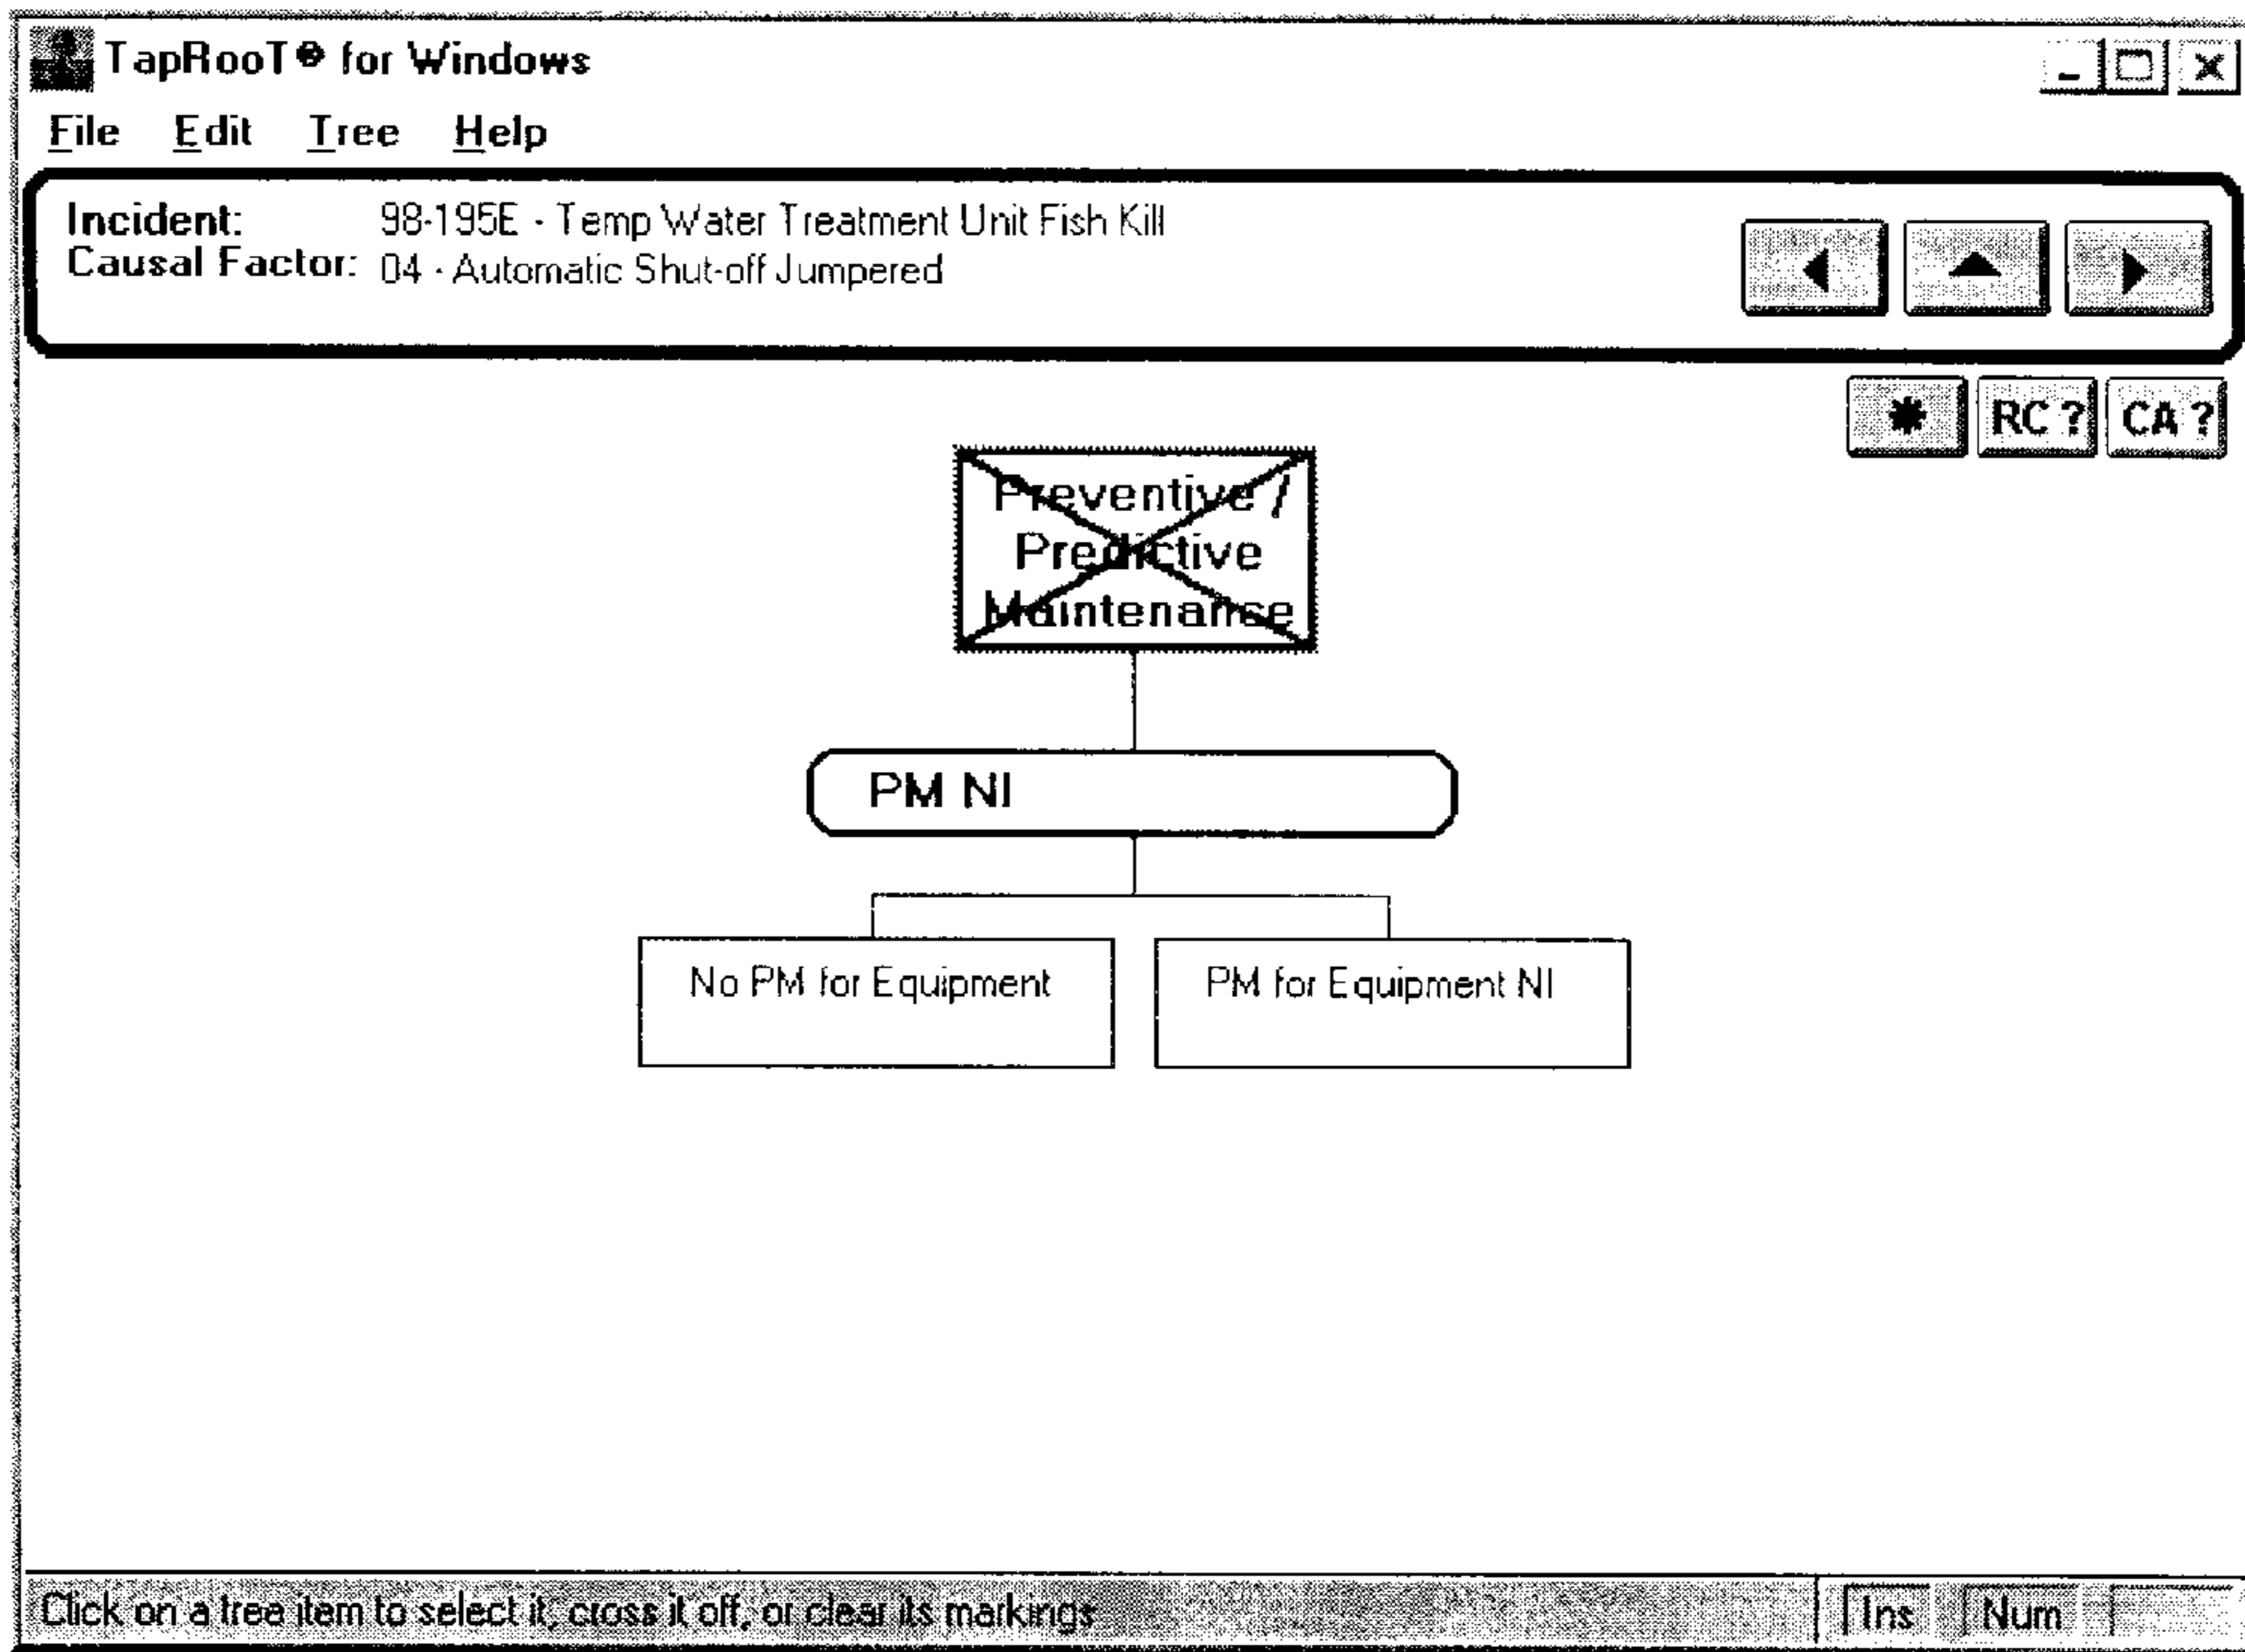 TapRooT® for Windows
File Edit Tree Help
Incident: 98-195E - Temp Water Treatment Unit Fish Kill
Causal Factor: 04 - Automatic Shut-off Jumpered
RC ? CA ?
Preventive /
Predictive
Maintenance
PM NI
No PM for Equipment PM for Equipment NI
Click on a tree item to select it, cross it off, or clear its markings Ins Num